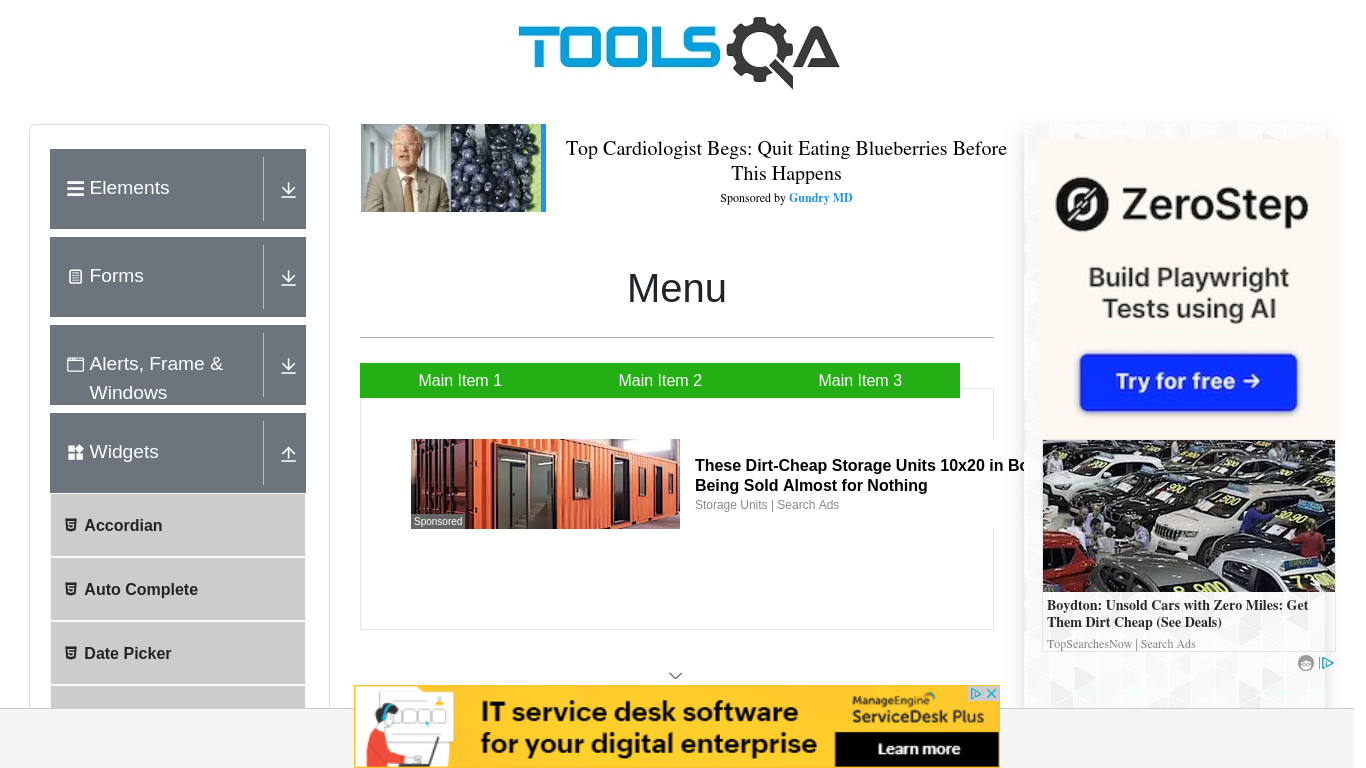 TOOLSQA
Elements
Forms
Alerts, Frame &
Windows
Widgets
Accordian
Auto Complete
Date Picker
Top Cardiologist Begs: Quit Eating Blueberries Before
This Happens
Sponsored by Gundry MD
Menu
Main Item 1
Main Item 2
Main Item 3
Sponsored
These Dirt-Cheap Storage Units 10x20 in Bo
Being Sold Almost for Nothing
Storage Units | Search Ads
ZeroStep
Build Playwright
Tests using AI
Try for free →
8,900
7,300
Boydton: Unsold Cars with Zero Miles: Get
Them Dirt Cheap (See Deals)
TopSearchesNow | Search Ads
IT service desk software
for your digital enterprise
ManageEngine
ServiceDesk Plus
Learn more